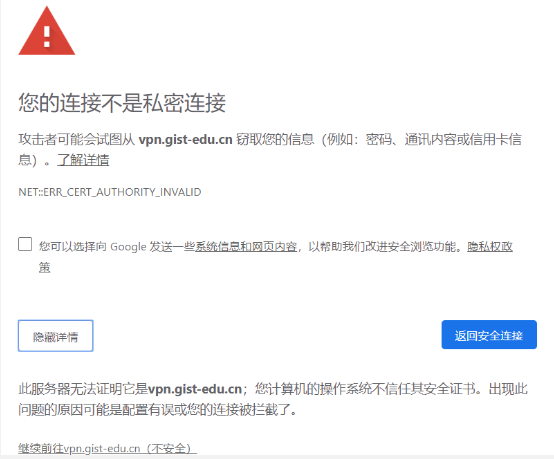 您的连接不是私密连接
攻击者可能会试图从 vpn.gist-edu.cn 窃取您的信息（例如：密码、通讯内容或信用卡信
息）。了解详情
NET::ERR_CERT_AUTHORITY_INVALID
您可以选择向 Google 发送一些系统信息和网页内容，以帮助我们改进安全浏览功能。隐私权政
策
隐藏详情
返回安全连接
此服务器无法证明它是vpn.gist-edu.cn；您计算机的操作系统不信任其安全证书。出现此
问题的原因可能是配置有误或您的连接被拦截了。
继续前往vpn.gist-edu.cn（不安全）